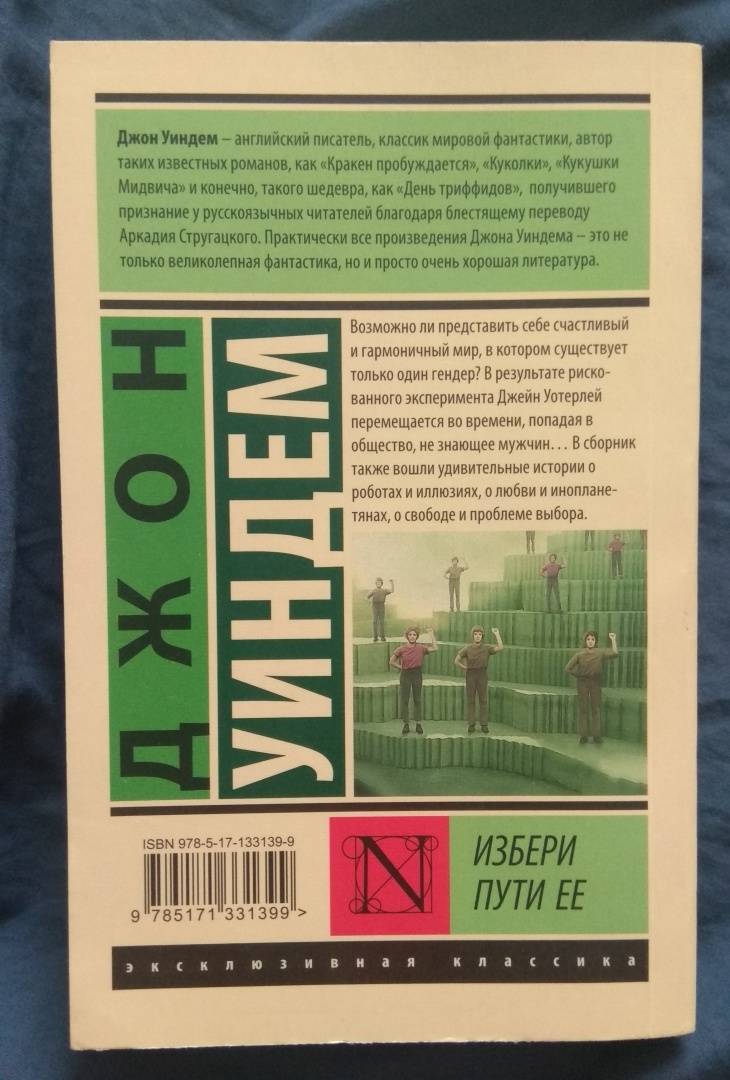 Джон Уиндем – английский писатель, классик мировой фантастики, автор
таких известных романов, как «Кракен пробуждается», «Куколки», «Кукушки
Мидвича» и конечно, такого шедевра, как «День триффидов», получившего
признание у русскоязычных читателей благодаря блестящему переводу
Аркадия Стругацкого. Практически все произведения Джона Уиндема – это не
только великолепная фантастика, но и просто очень хорошая литература.
ДЖОН
УИНДЕМ
Возможно ли представить себе счастливый
и гармоничный мир, в котором существует
только один гендер? В результате риско-
ванного эксперимента Джейн Уотерлей
перемещается во времени, попадая в
общество, не знающее мужчин... В сборник
также вошли удивительные истории о
роботах и иллюзиях, о любви и инопланe-
тянах, о свободе и проблеме выбора.
ISBN 978-5-17-133139-9
9 785171 331399 >
N
ИЗБЕРИ
ПУТИ ЕЕ
эксклюзивная классика